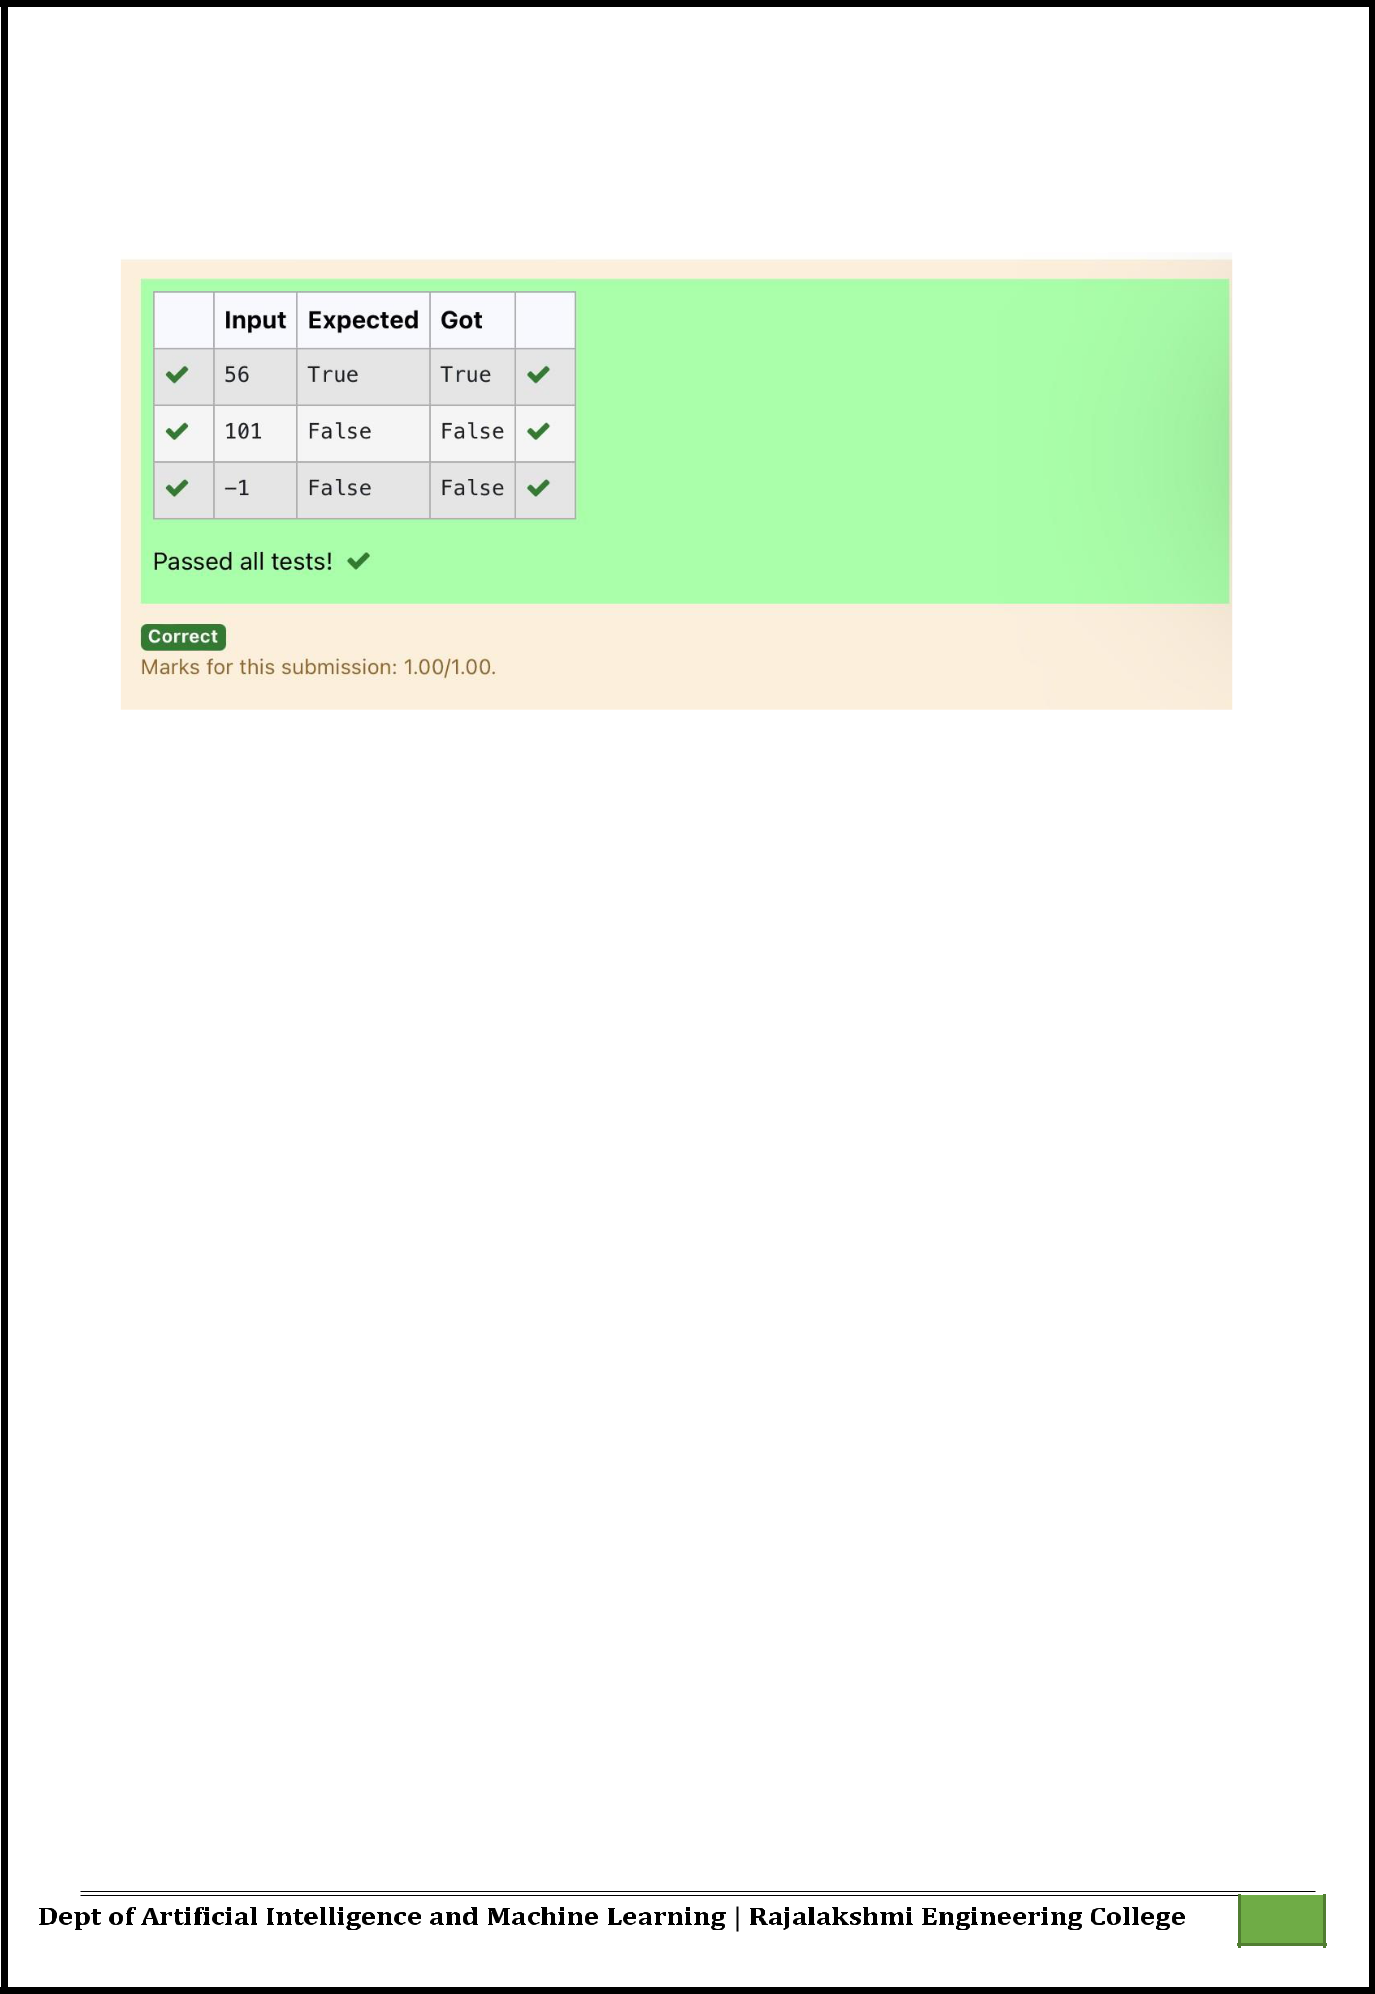 Input Expected Got
56 True True
101 False False
-1 False False
Passed all tests!
Correct
Marks for this submission: 1.00/1.00.
Dept of Artificial Intelligence and Machine Learning | Rajalakshmi Engineering College